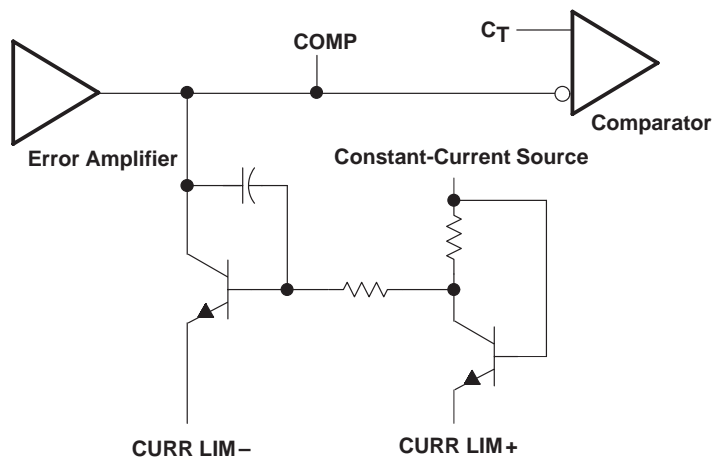 COMP
CT
Comparator
Error Amplifier
Constant-Current Source
CURR LIM–
CURR LIM+